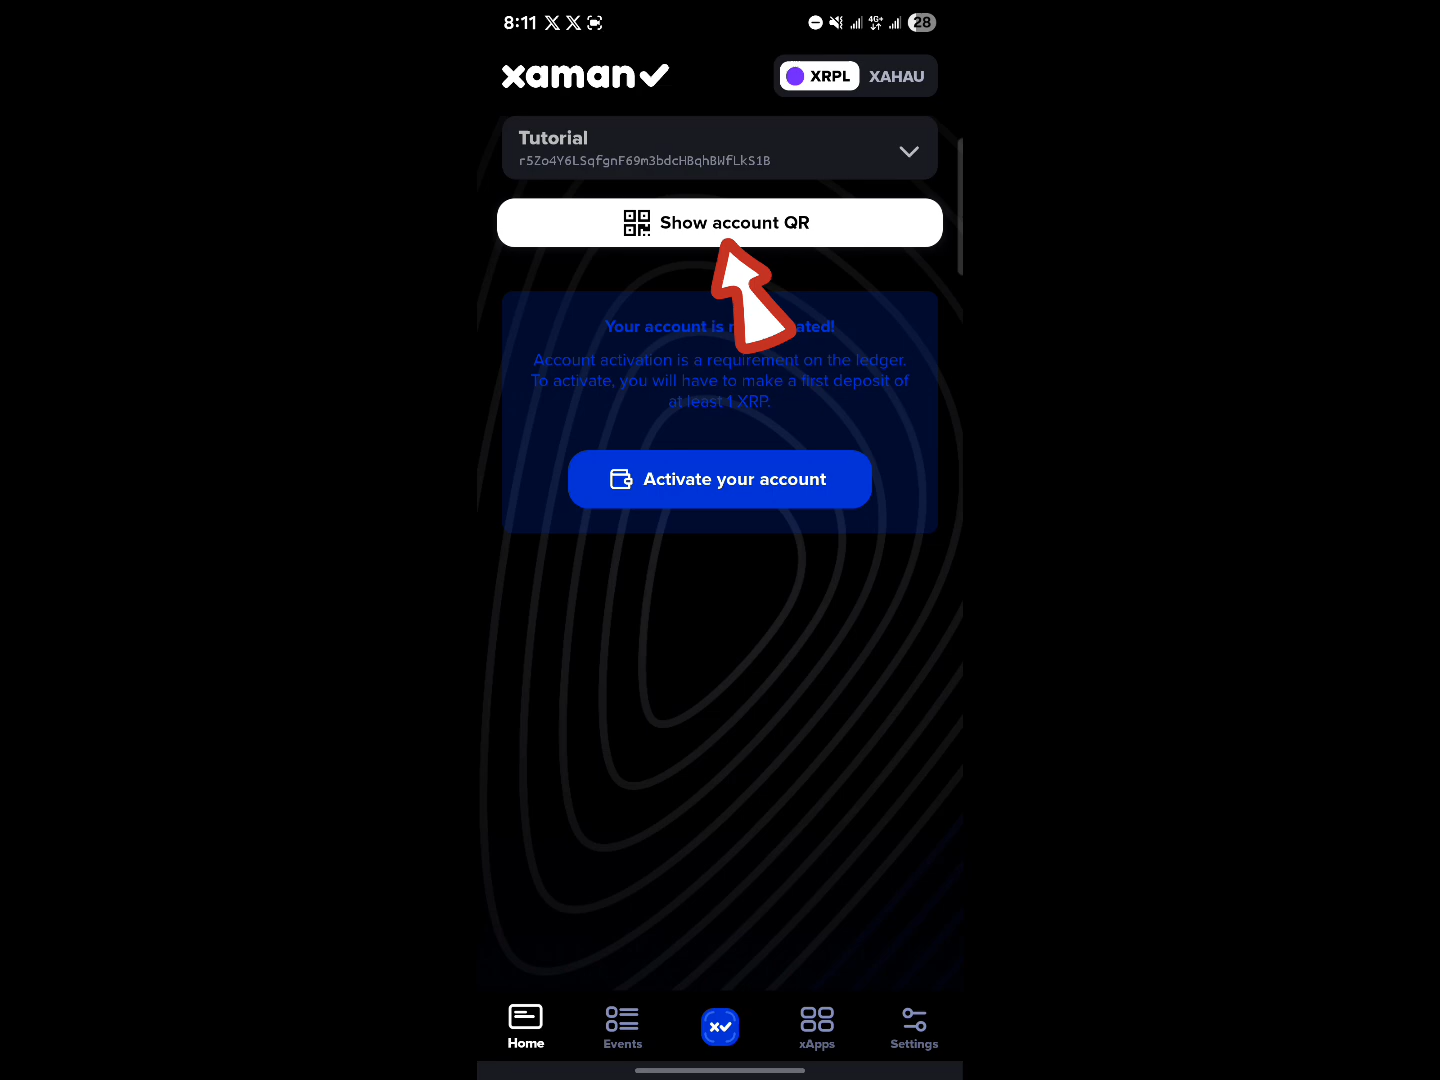 8:11
4G+
28
xaman
XRPL XAHAU
Tutorial
r5Zo4Y6LSqfgnF69m3bdcHBqhBWfLkS1B
Show account QR
Your account is ated!
Account activation is a requirement on the ledger.
To activate, you will have to make a first deposit of
at least 1 XRP.
Activate your account
Home
Events
xApps
Settings